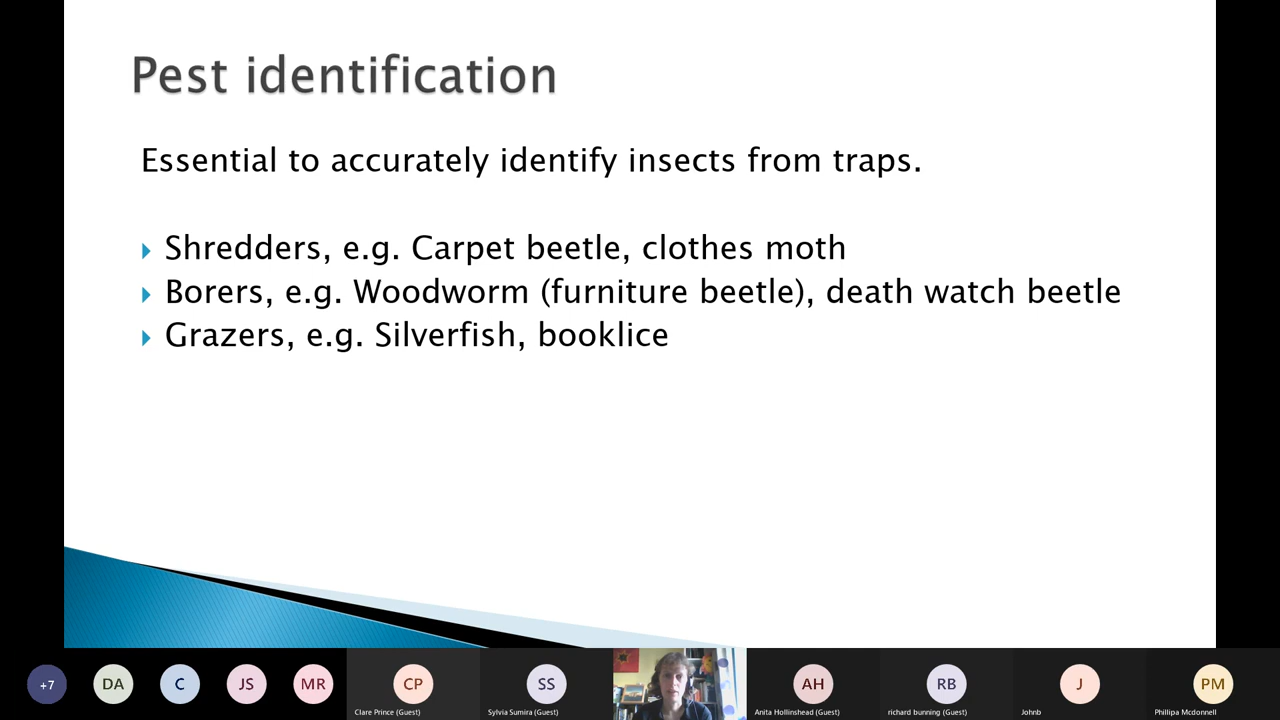 Pest identification
Essential to accurately identify insects from traps.
Shredders, e.g. Carpet beetle, clothes moth
Borers, e.g. Woodworm (furniture beetle), death watch beetle
Grazers, e.g. Silverfish, booklice
+7
DA
C
JS
MR
CP
SS
AH
RB
J
PM
Clare Prince (Guest)
Sylvia Sumira (Guest)
Anita Hollinshead (Guest)
richard bunning (Guest)
Johnb
Phillipa Mcdonnell